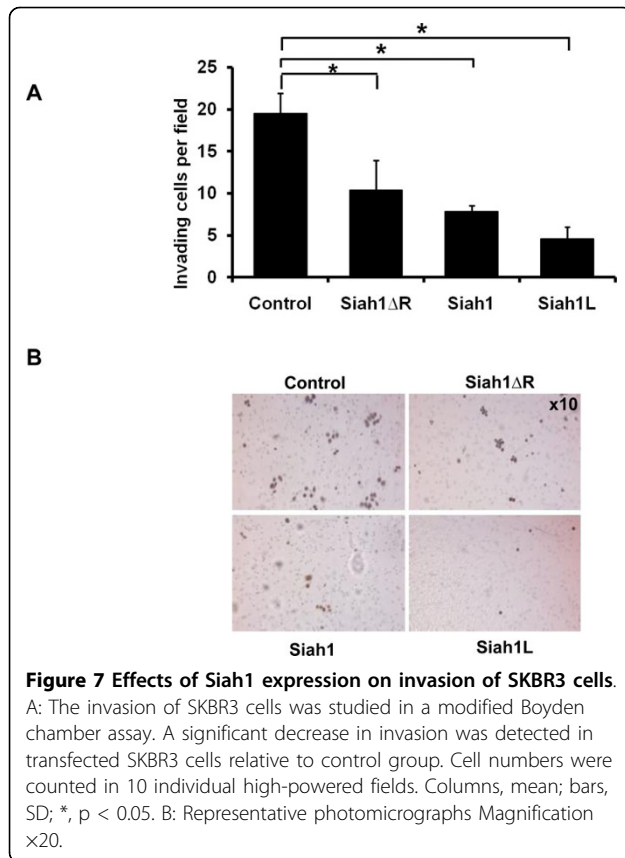 A
*
*
*
Invading cells per field
25
20
15
10
5
0
Control Siah1ΔR Siah1 Siah1L
B
Control Siah1ΔR
x10
Siah1 Siah1L
Figure 7 Effects of Siah1 expression on invasion of SKBR3 cells.
A: The invasion of SKBR3 cells was studied in a modified Boyden
chamber assay. A significant decrease in invasion was detected in
transfected SKBR3 cells relative to control group. Cell numbers were
counted in 10 individual high-powered fields. Columns, mean; bars,
SD; *, p < 0.05. B: Representative photomicrographs Magnification
×20.